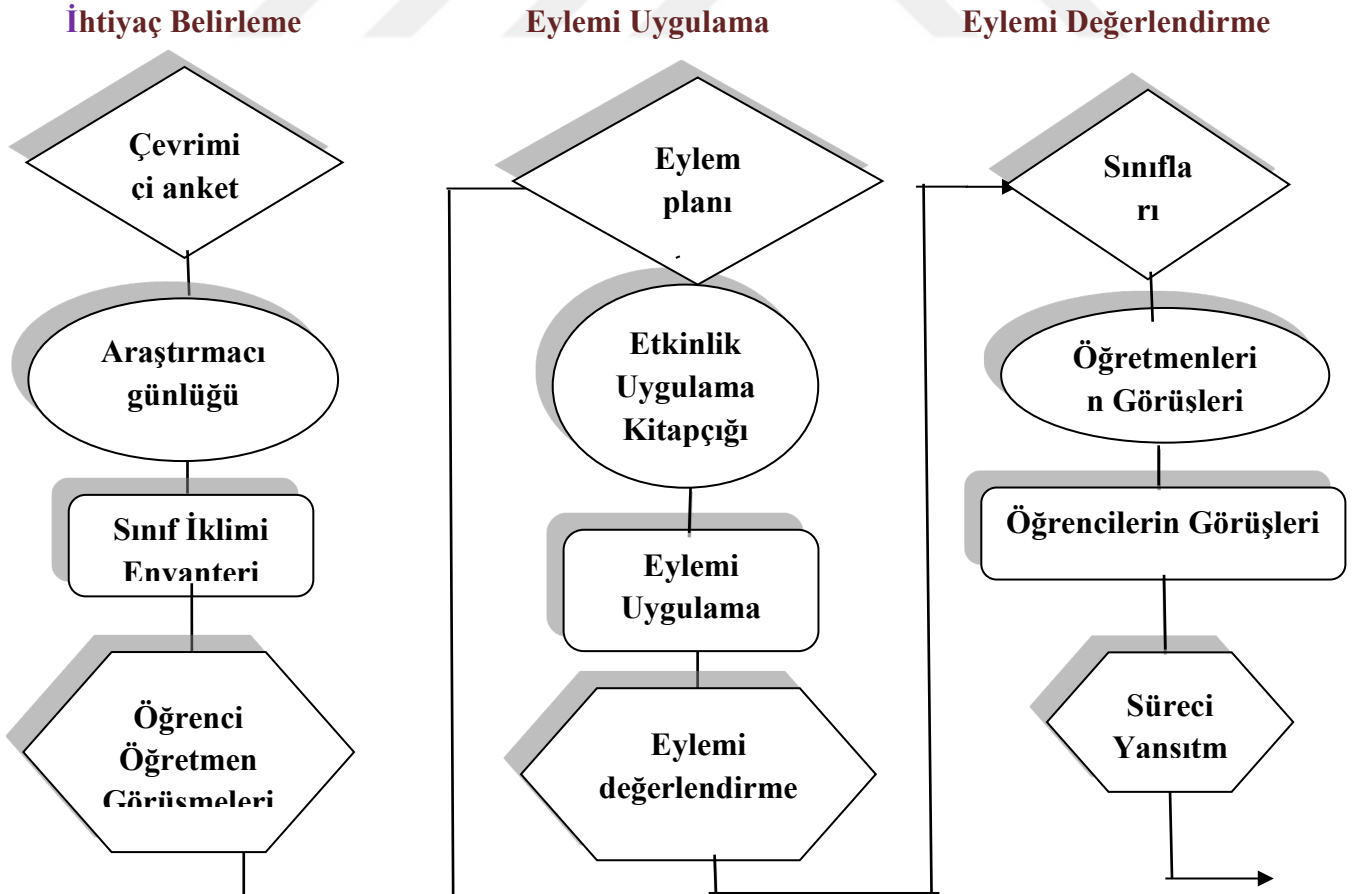 İhtiyaç Belirleme
Çevrimi
çi anket
Araştırmacı
günlüğü
Sınıf İklimi
Envanteri
Öğrenci
Öğretmen
Görüşmeleri
Eylemi Uygulama
Eylem
planı
Etkinlik
Uygulama
Kitapçığı
Eylemi
Uygulama
Eylemi
değerlendirme
Eylemi Değerlendirme
Sınıfla
rı
Öğretmenleri
n Görüşleri
Öğrencilerin Görüşleri
Süreci
Yansıtm